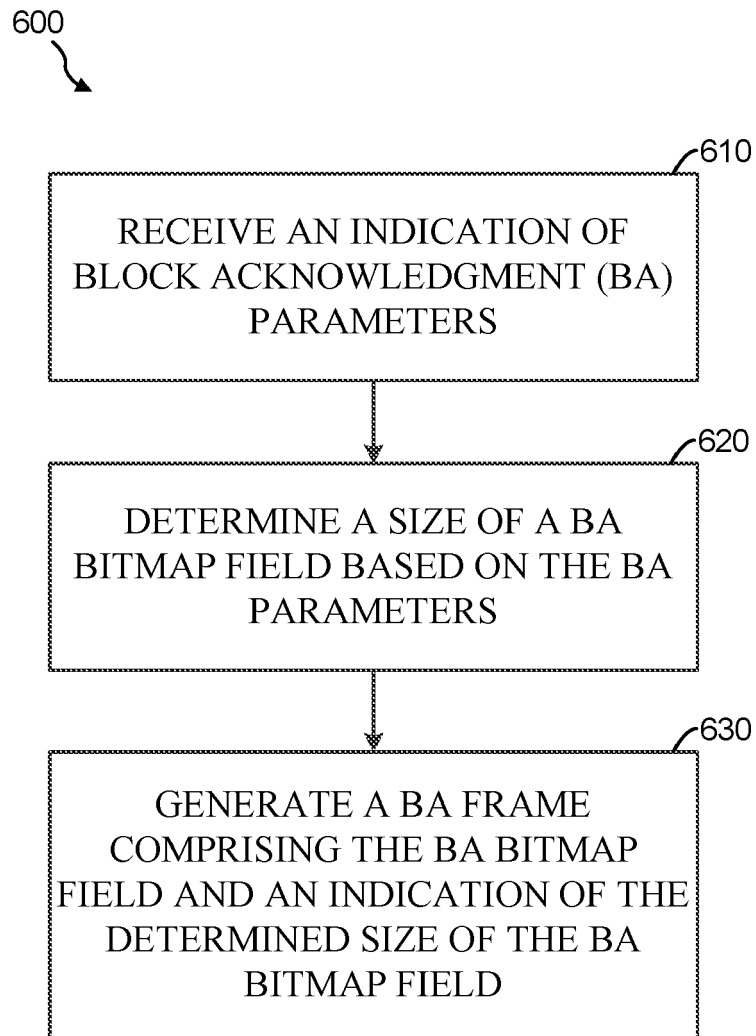 600
610
RECEIVE AN INDICATION OF
BLOCK ACKNOWLEDGMENT (BA)
PARAMETERS
620
DETERMINE A SIZE OF A BA
BITMAP FIELD BASED ON THE BA
PARAMETERS
630
GENERATE A BA FRAME
COMPRISING THE BA BITMAP
FIELD AND AN INDICATION OF THE
DETERMINED SIZE OF THE BA
BITMAP FIELD